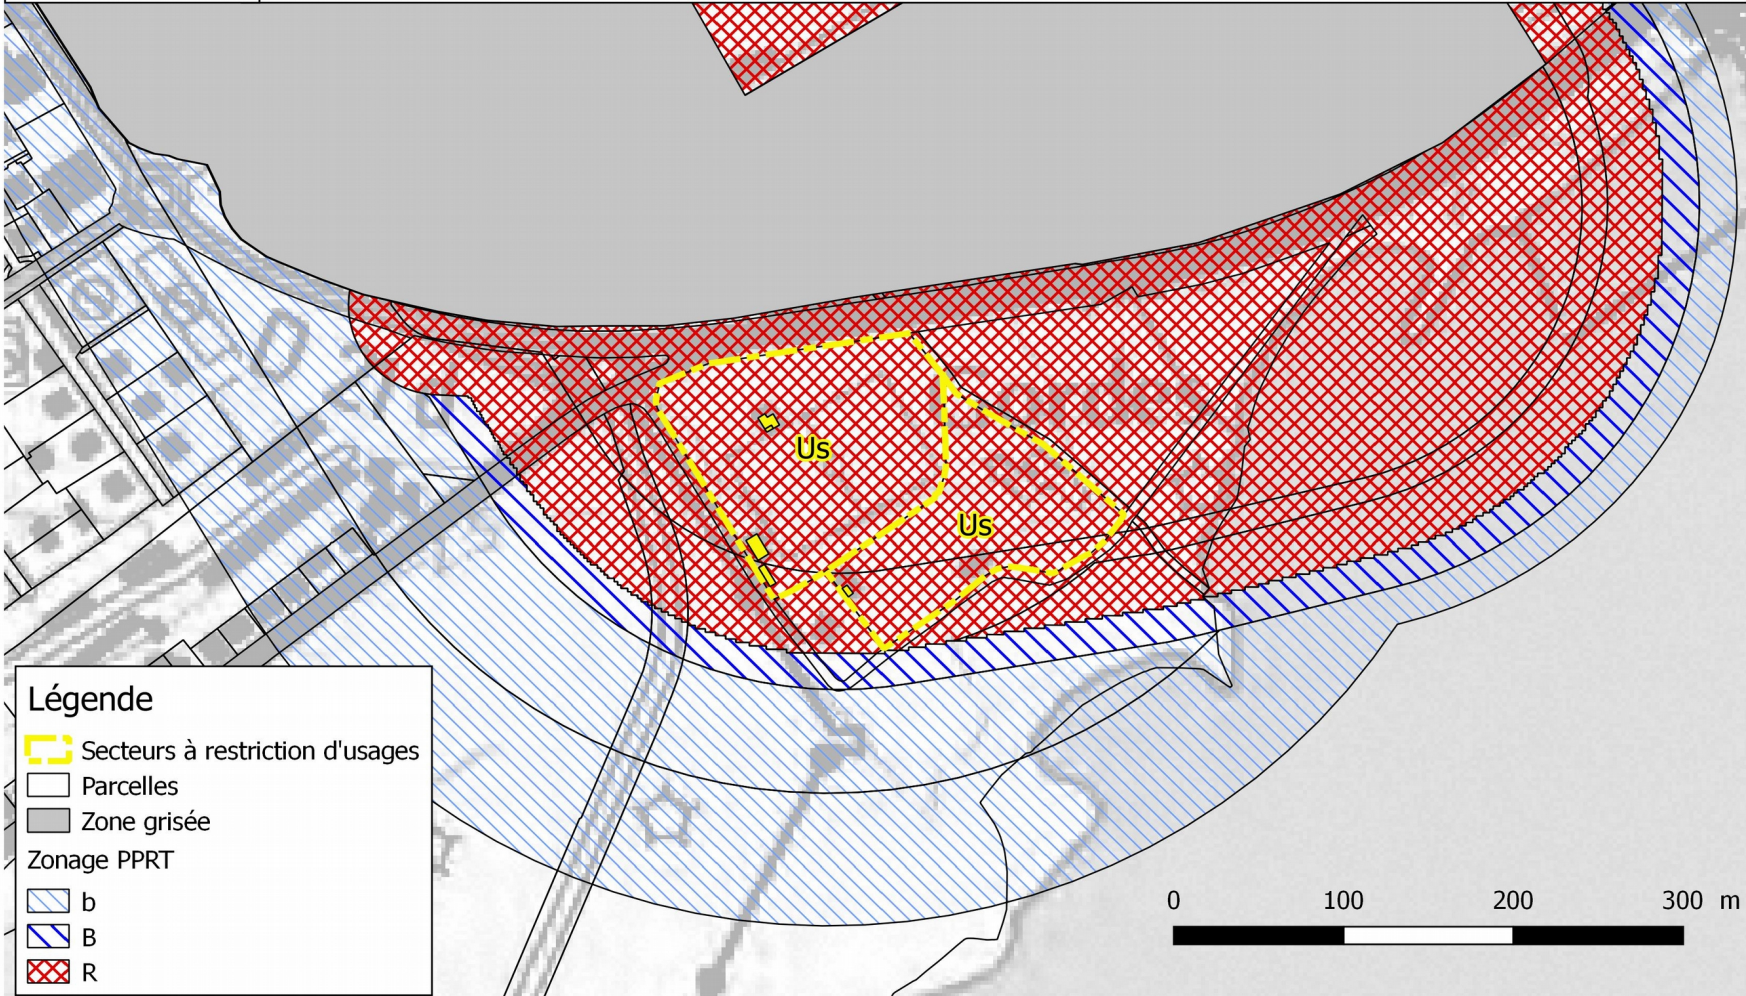 Us
Us
Légende
Secteurs à restriction d'usages
Parcelles
Zone grisée
Zonage PPRT
b
B
R
0 100 200 300 m